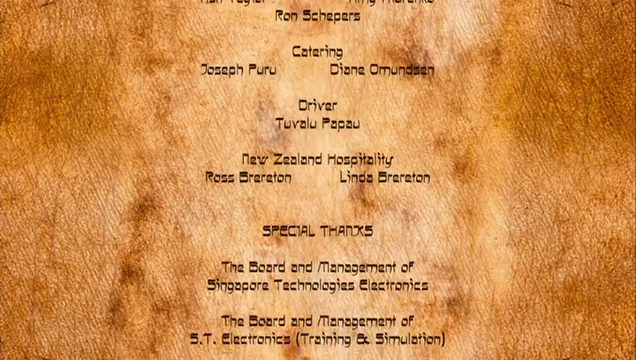 Ron Schepers
Catering
Joseph Puru Diane Omundsen
Driver
Tuvalu Papau
New Zealand Hospitality
Ross Brereton Linda Brereton
SPECIAL THANKS
The Board and Management of
Singapore Technologies Electronics
The Board and Management of
S.T. Electronics (Training & Simulation)